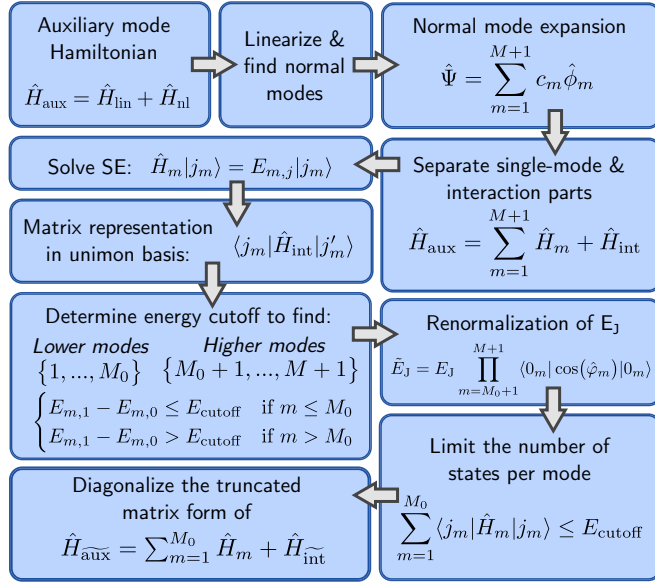 Auxiliary mode
Hamiltonian
Ĥ_aux = Ĥ_lin + Ĥ_nl
Linearize &
find normal
modes
Normal mode expansion
Ψ̂ = ∑_{m=1}^{M+1} c_m φ̂_m
Separate single-mode &
interaction parts
Ĥ_aux = ∑_{m=1}^{M+1} Ĥ_m + Ĥ_int
Solve SE: Ĥ_m|j_m⟩ = E_{m,j}|j_m⟩
Matrix representation
in unimon basis: ⟨j_m|Ĥ_int|j′_m⟩
Determine energy cutoff to find:
Lower modes Higher modes
{1, ..., M_0} {M_0 + 1, ..., M + 1}
{ E_{m,1} − E_{m,0} ≤ E_cutoff if m ≤ M_0
E_{m,1} − E_{m,0} > E_cutoff if m > M_0
Renormalization of E_J
Ẽ_J = E_J ∏_{m=M_0+1}^{M+1} ⟨0_m| cos(φ̂_m)|0_m⟩
Limit the number of
states per mode
∑_{m=1}^{M_0} ⟨j_m|Ĥ_m|j_m⟩ ≤ E_cutoff
Diagonalize the truncated
matrix form of
Ĥ_{\widetilde{aux}} = ∑_{m=1}^{M_0} Ĥ_m + Ĥ_{\widetilde{int}}